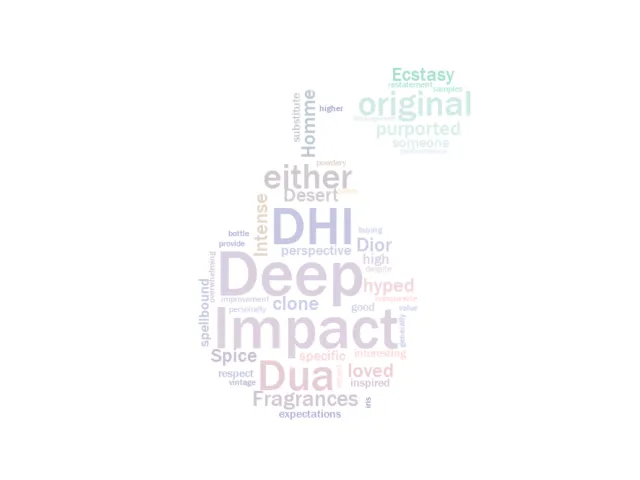 Ecstasy
restatement
samples
original
purported
someone
substitute
Homme
higher
powdery
either
Desert
Intense
DHI
buying
bottle
provide
perspective
Dior
high
despite
Deep
overwhelming
hyped
improvement
clone
personally
good
value
spellbound
Impact
generally
Spice
specific
interesting
respect
Dua
loved
vintage
inspired
Fragrances
iris
expectations